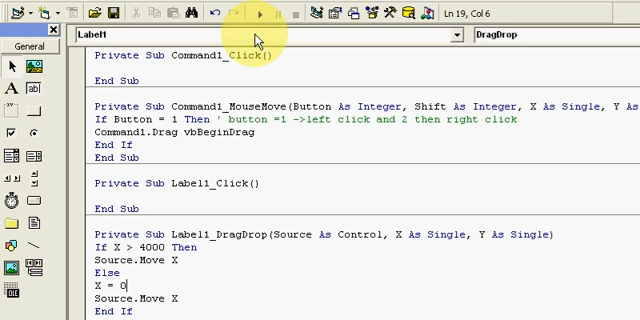 Ln 19, Col 6
Label1
DragDrop
General
Private Sub Command1_Click()
End Sub
Private Sub Command1_MouseMove(Button As Integer, Shift As Integer, X As Single, Y As
If Button = 1 Then ' button =1 ->left click and 2 then right click
Command1.Drag vbBeginDrag
End If
End Sub
Private Sub Label1_Click()
End Sub
Private Sub Label1_DragDrop(Source As Control, X As Single, Y As Single)
If X > 4000 Then
Source.Move X
Else
X = 0
Source.Move X
End If